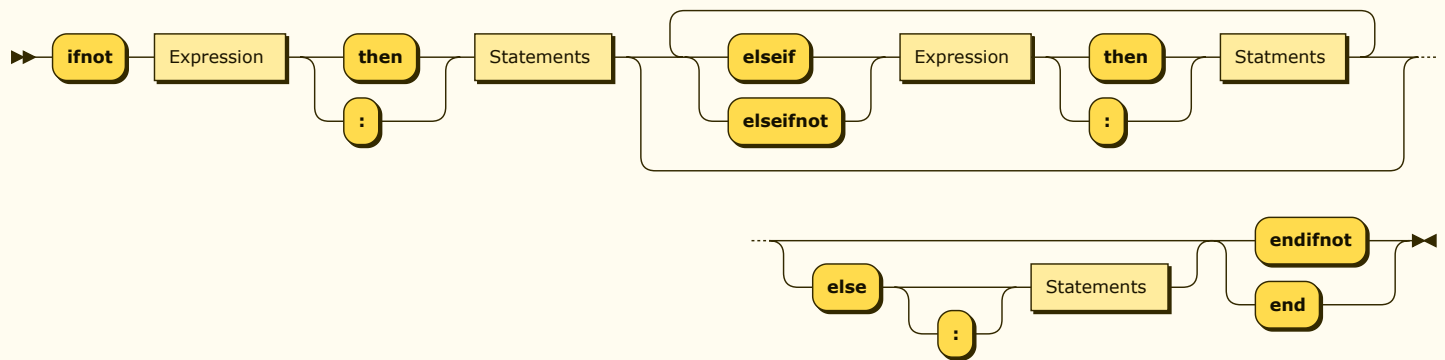 ifnot Expression then Statements elseif Expression then Statments
: elseifnot :
endifnot
else Statements end
: